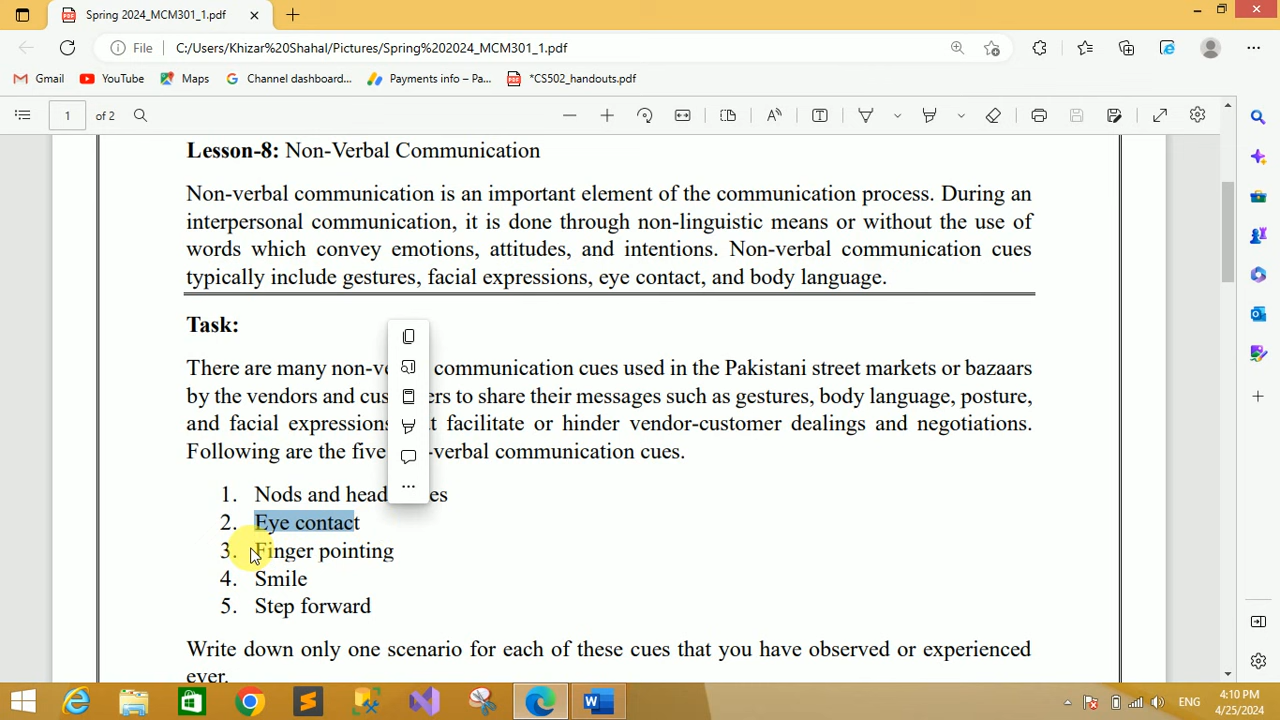 Spring 2024_MCM301_1.pdf
File C:/Users/Khizar%20Shahal/Pictures/Spring%202024_MCM301_1.pdf
Gmail YouTube Maps Channel dashboard... Payments info – Pa... *CS502_handouts.pdf
1 of 2
Lesson-8: Non-Verbal Communication
Non-verbal communication is an important element of the communication process. During an
interpersonal communication, it is done through non-linguistic means or without the use of
words which convey emotions, attitudes, and intentions. Non-verbal communication cues
typically include gestures, facial expressions, eye contact, and body language.
Task:
There are many non-ve communication cues used in the Pakistani street markets or bazaars
by the vendors and cus ers to share their messages such as gestures, body language, posture,
and facial expressions t facilitate or hinder vendor-customer dealings and negotiations.
Following are the five -verbal communication cues.
1. Nods and head es
2. Eye contact
3. Finger pointing
4. Smile
5. Step forward
Write down only one scenario for each of these cues that you have observed or experienced
ever.
ENG
4:10 PM
4/25/2024